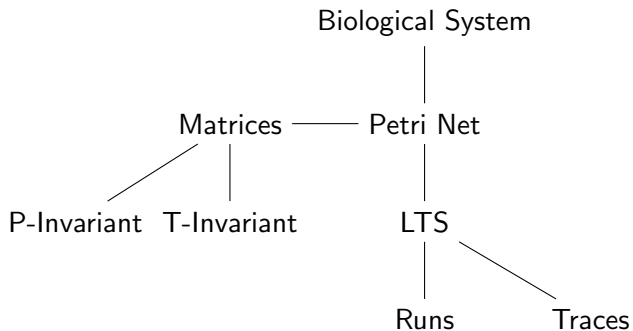 Biological System
Matrices Petri Net
P-Invariant T-Invariant LTS
Runs Traces